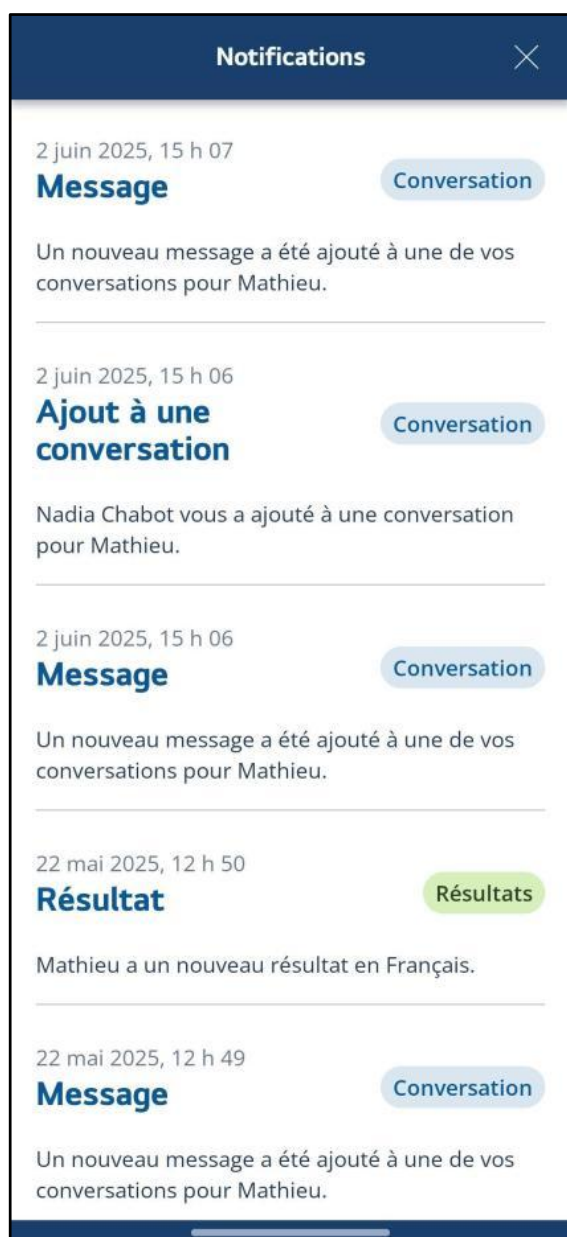 Notifications
2 juin 2025, 15 h 07
Message
Conversation
Un nouveau message a été ajouté à une de vos
conversations pour Mathieu.
2 juin 2025, 15 h 06
Ajout à une
conversation
Conversation
Nadia Chabot vous a ajouté à une conversation
pour Mathieu.
2 juin 2025, 15 h 06
Message
Conversation
Un nouveau message a été ajouté à une de vos
conversations pour Mathieu.
22 mai 2025, 12 h 50
Résultat
Résultats
Mathieu a un nouveau résultat en Français.
22 mai 2025, 12 h 49
Message
Conversation
Un nouveau message a été ajouté à une de vos
conversations pour Mathieu.